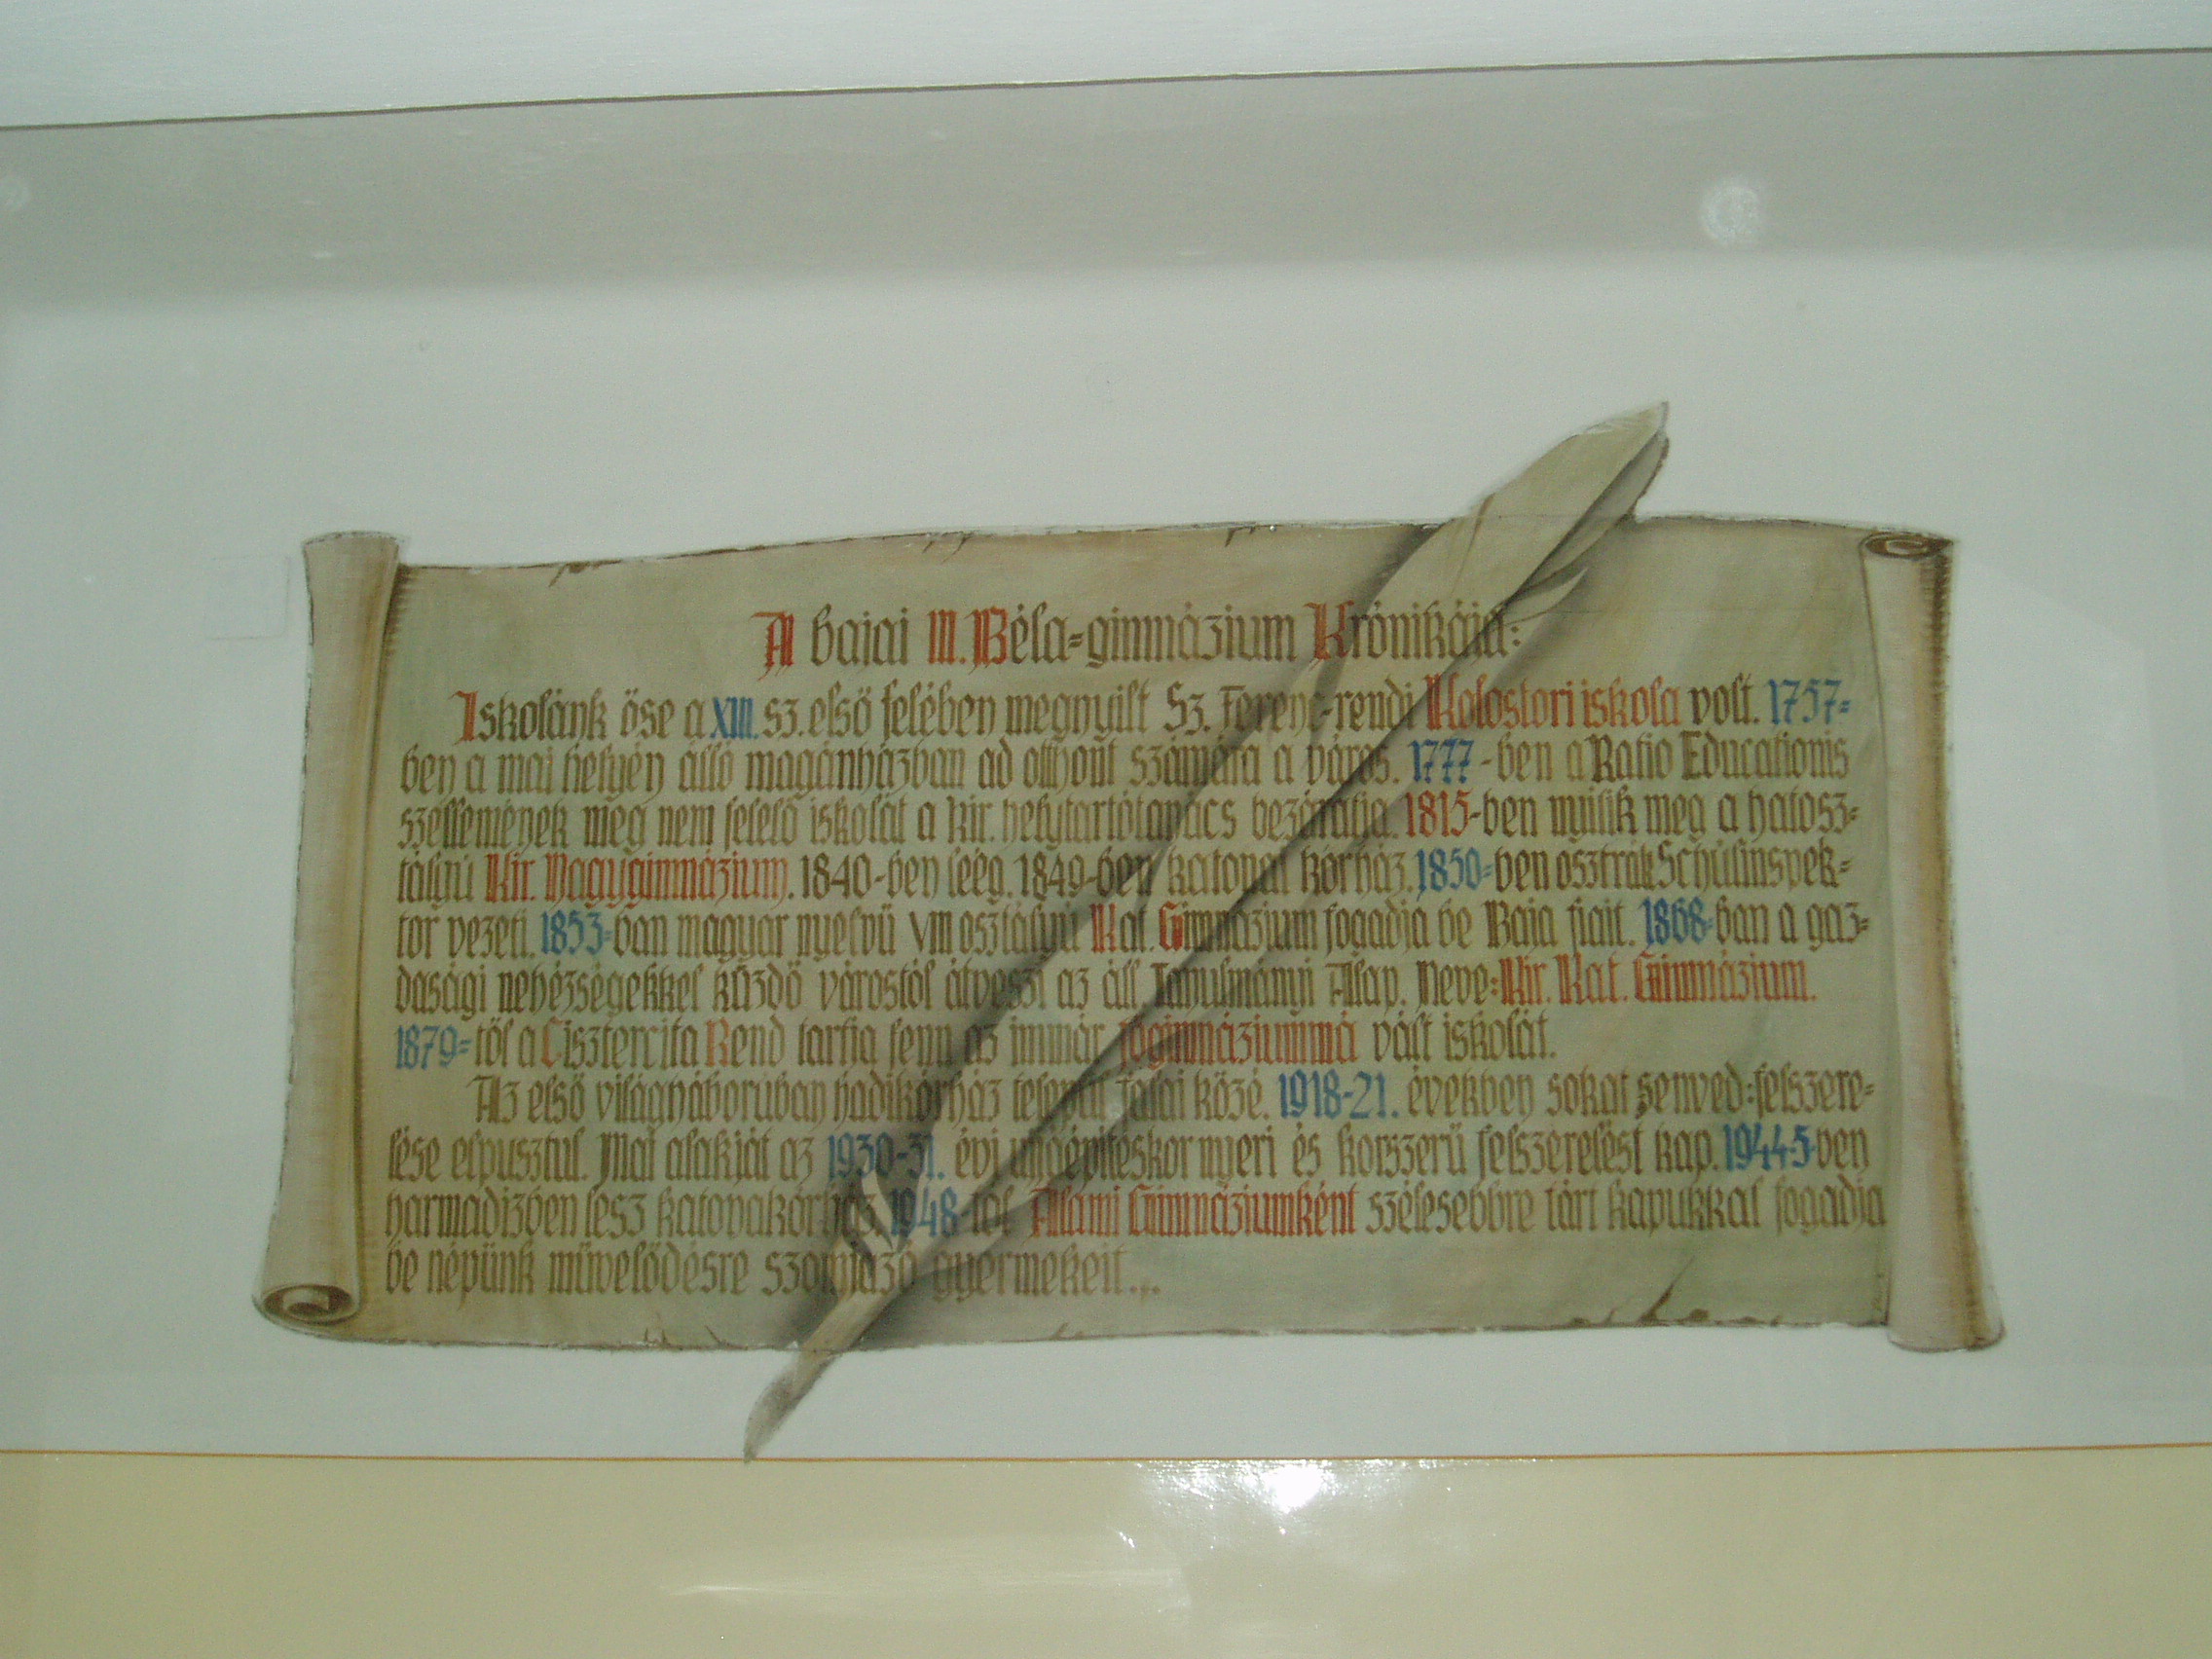 A bajai III. Béla-gimnázium Krónikája:
Iskolánk őse a XIII. sz. első felében megnyílt Sz. Ferenc-rendi Kolostori iskola volt. 1757-
ben a mai helyén álló magánházban ad otthont számára a város. 1777-ben a Ratio Educationis
szellemének meg nem felelő iskolát a kir. helytartótanács bezáratja. 1815-ben nyílik meg a hatosz-
tályú Kir. Nagygimnázium. 1840-ben leég. 1849-ben katonai kórház. 1850-ben osztrák Schulinspek-
tor vezeti. 1853-ban magyar nyelvű VIII osztályú Kat. Gimnázium fogadja be Baja fiait. 1868-ban a gaz-
dasági nehézségekkel küzdő várostól átveszi az áll. Tanulmányi Alap. Neve: Kir. Kat. Gimnázium.
1879-től a Cisztercita Rend tartja fenn az immár főgimnáziummá vált iskolát.
Az első világháboruban hadikórház települ falai közé. 1918-21. években sokat senved: felszere-
lése elpusztul. Mai alakját az 1930-31. évi ujjáépítéskor nyeri és korszerű felszerelést kap. 1944-5-ben
harmadízben lesz katonakórház. 1948-tól Állami Gimnáziumként szélesebbre tárt kapukkal fogadja
be népünk művelődésre szomjazó gyermekeit...